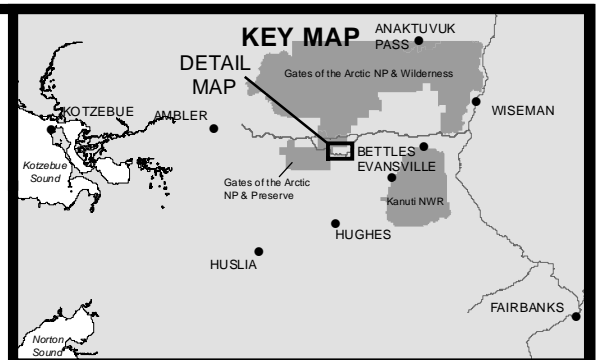 KEY MAP
ANAKTUVUK
PASS
DETAIL
MAP
Gates of the Arctic NP & Wilderness
KOTZEBUE
AMBLER
WISEMAN
Kotzebue
Sound
BETTLES
EVANSVILLE
Gates of the Arctic
NP & Preserve
Kanuti NWR
HUGHES
HUSLIA
FAIRBANKS
Norton
Sound